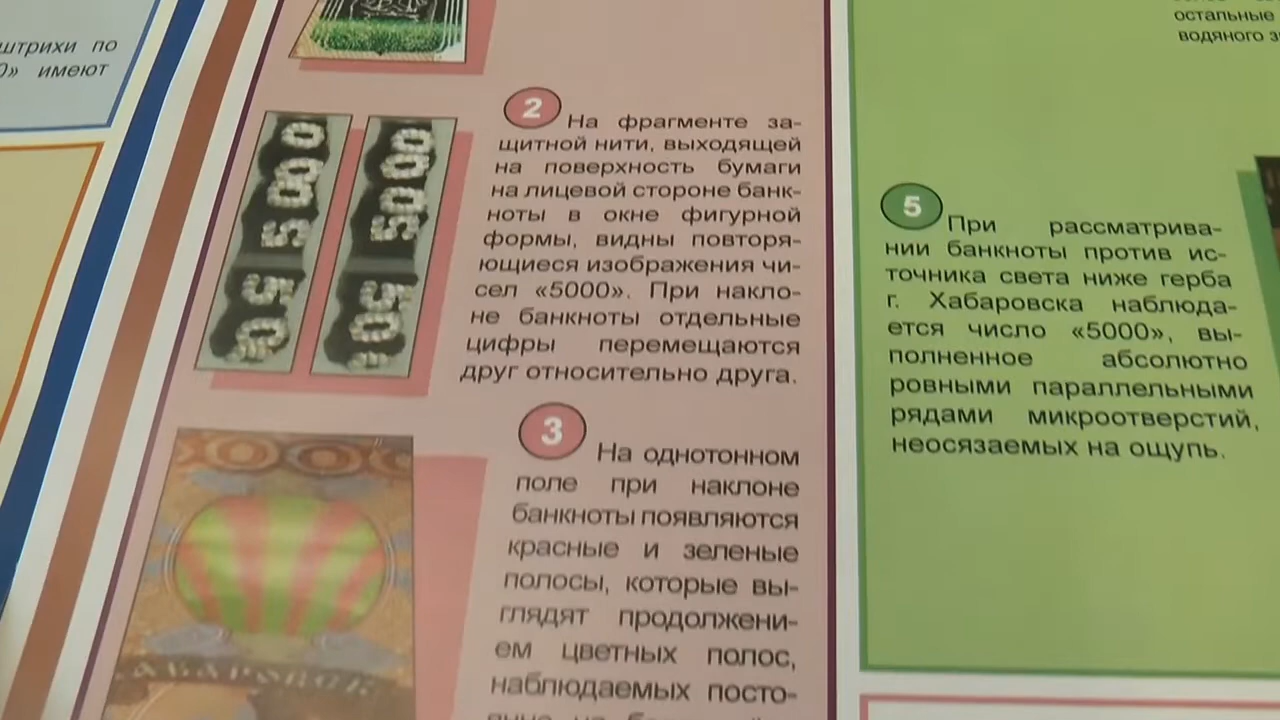 штрихи по
0» имеют
5000
5000
ХАБАРОВСК
2
На фрагменте за-
щитной нити, выходящей
на поверхность бумаги
на лицевой стороне банк-
ноты в окне фигурной
формы, видны повторя-
ющиеся изображения чи-
сел «5000». При накло-
не банкноты отдельные
цифры перемещаются
друг относительно друга.
3
На однотонном
поле при наклоне
банкноты появляются
красные и зеленые
полосы, которые вы-
глядят продолжени-
ем цветных полос,
наблюдаемых посто-
остальные
водяного з
5
При рассматрива-
нии банкноты против ис-
точника света ниже герба
г. Хабаровска наблюда-
ется число «5000», вы-
полненное абсолютно
ровными параллельными
рядами микроотверстий,
неосязаемых на ощупь.